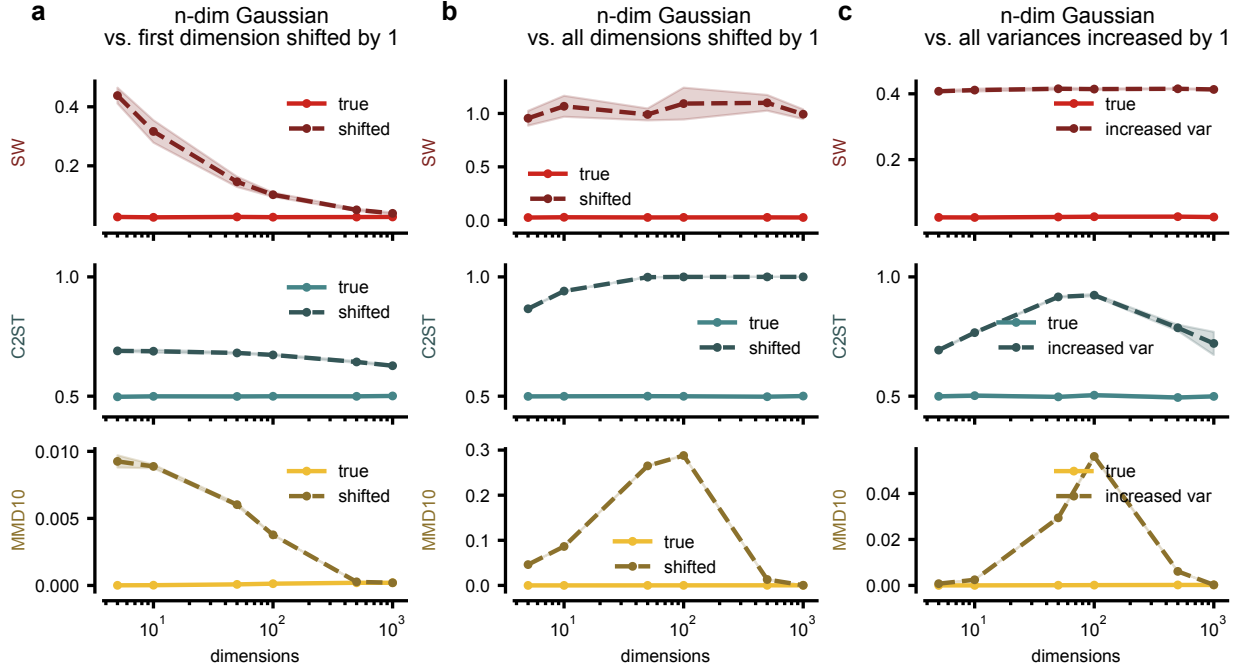 a
n-dim Gaussian
vs. first dimension shifted by 1
b
n-dim Gaussian
vs. all dimensions shifted by 1
c
n-dim Gaussian
vs. all variances increased by 1
SW
0.4
0.2
true
shifted
10¹
10²
10³
SW
1.0
0.5
0.0
true
shifted
SW
0.4
0.2
true
increased var
C2ST
1.0
0.5
true
shifted
C2ST
1.0
0.5
true
shifted
C2ST
1.0
0.5
true
increased var
MMD10
0.010
0.005
0.000
true
shifted
10¹
10²
10³
dimensions
MMD10
0.3
0.2
0.1
0.0
true
shifted
10¹
10²
10³
dimensions
MMD10
0.04
0.02
0.00
true
increased var
dimensions